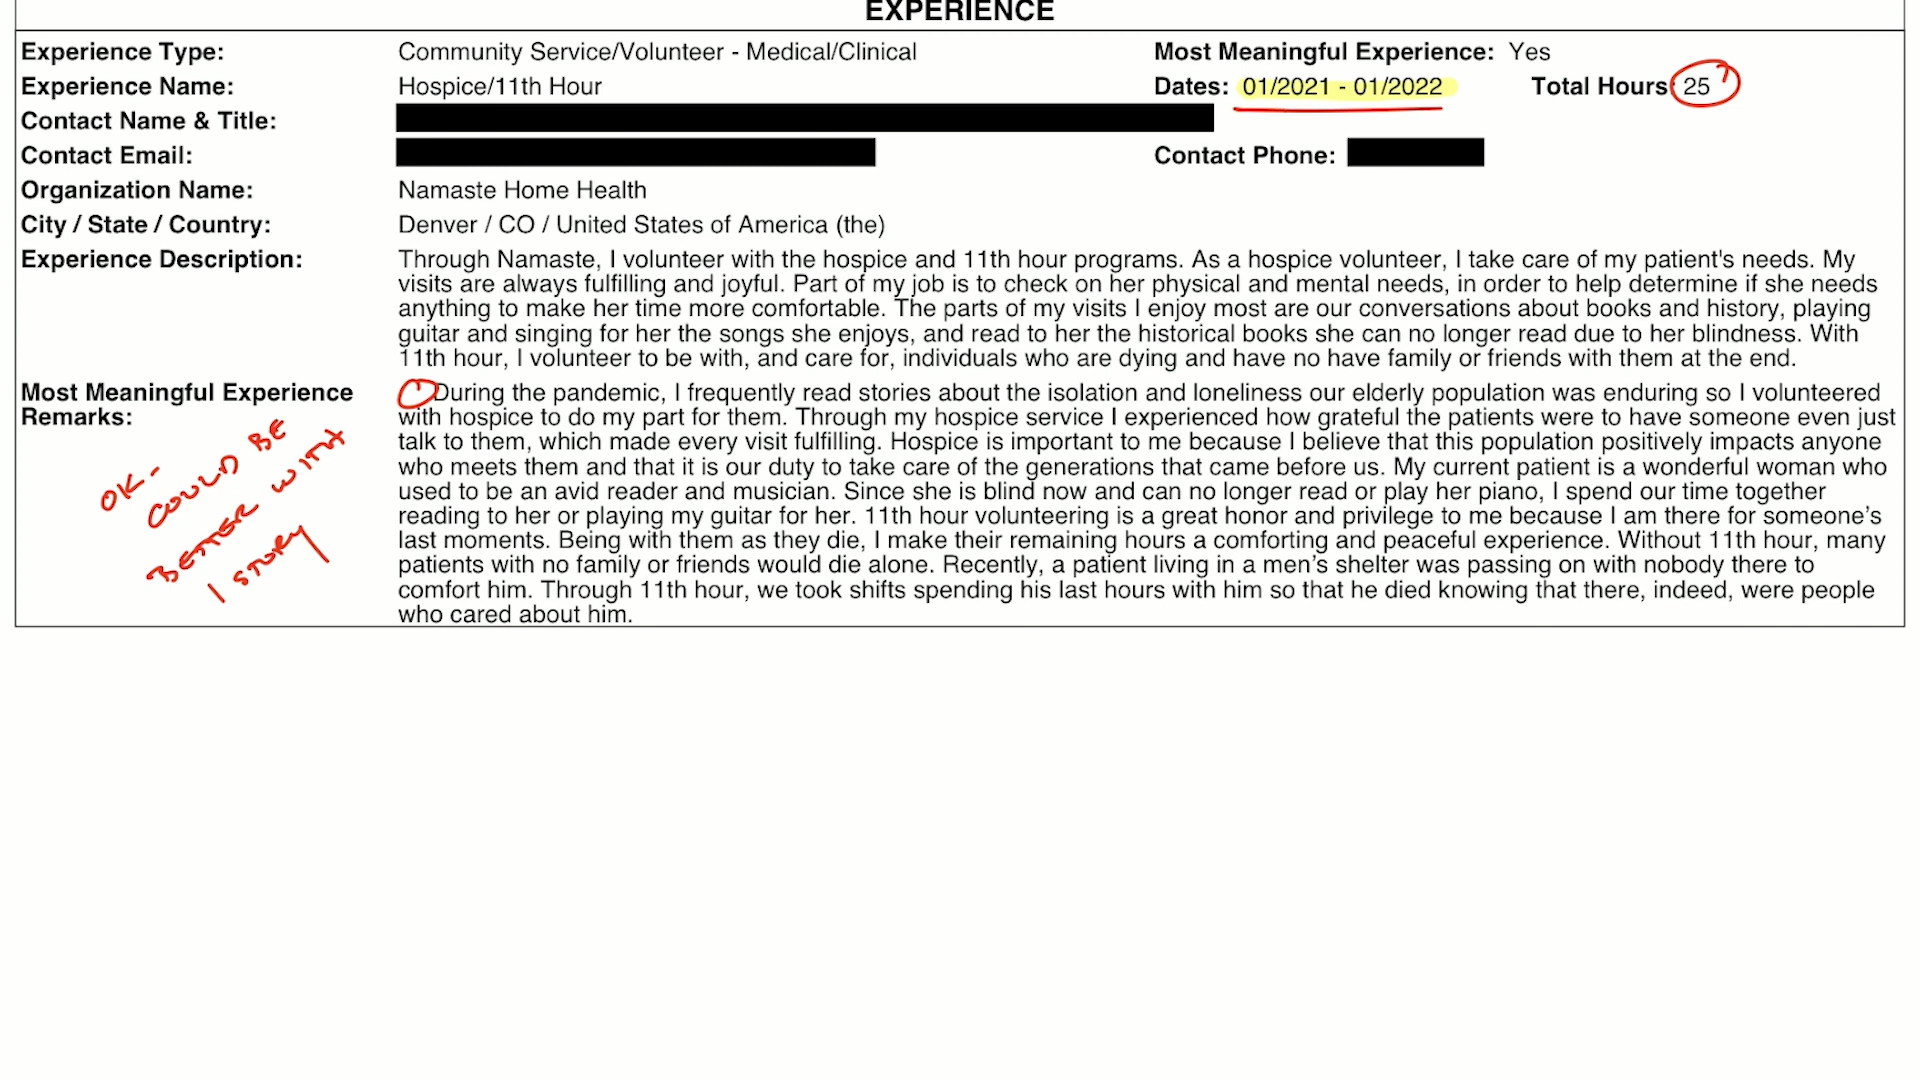 EXPERIENCE
Experience Type: Community Service/Volunteer - Medical/Clinical Most Meaningful Experience: Yes
Experience Name: Hospice/11th Hour Dates: 01/2021 - 01/2022 Total Hours: 25 ?
Contact Name & Title:
Contact Email: Contact Phone:
Organization Name: Namaste Home Health
City / State / Country: Denver / CO / United States of America (the)
Experience Description: Through Namaste, I volunteer with the hospice and 11th hour programs. As a hospice volunteer, I take care of my patient's needs. My
visits are always fulfilling and joyful. Part of my job is to check on her physical and mental needs, in order to help determine if she needs
anything to make her time more comfortable. The parts of my visits I enjoy most are our conversations about books and history, playing
guitar and singing for her the songs she enjoys, and read to her the historical books she can no longer read due to her blindness. With
11th hour, I volunteer to be with, and care for, individuals who are dying and have no have family or friends with them at the end.
Most Meaningful Experience
Remarks:
During the pandemic, I frequently read stories about the isolation and loneliness our elderly population was enduring so I volunteered
with hospice to do my part for them. Through my hospice service I experienced how grateful the patients were to have someone even just
talk to them, which made every visit fulfilling. Hospice is important to me because I believe that this population positively impacts anyone
who meets them and that it is our duty to take care of the generations that came before us. My current patient is a wonderful woman who
used to be an avid reader and musician. Since she is blind now and can no longer read or play her piano, I spend our time together
reading to her or playing my guitar for her. 11th hour volunteering is a great honor and privilege to me because I am there for someone’s
last moments. Being with them as they die, I make their remaining hours a comforting and peaceful experience. Without 11th hour, many
patients with no family or friends would die alone. Recently, a patient living in a men’s shelter was passing on with nobody there to
comfort him. Through 11th hour, we took shifts spending his last hours with him so that he died knowing that there, indeed, were people
who cared about him.
OK-
COULD BE
BETTER WITH
1 STORY